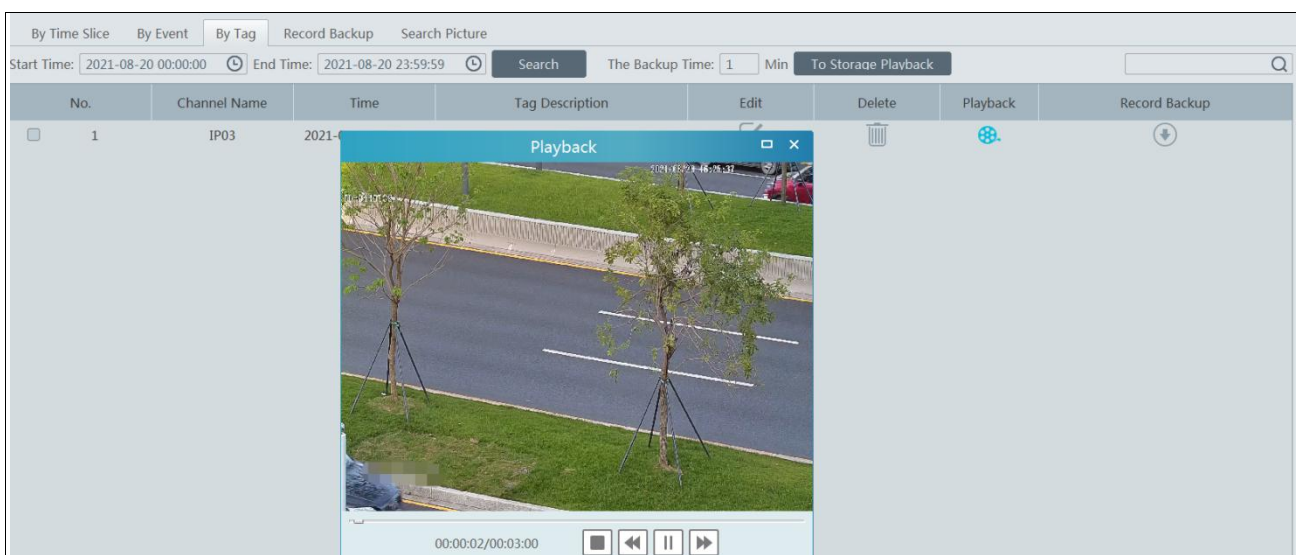 By Time Slice By Event By Tag Record Backup Search Picture
Start Time: 2021-08-20 00:00:00 End Time: 2021-08-20 23:59:59 Search The Backup Time: 1 Min To Storage Playback
No. Channel Name Time Tag Description Edit Delete Playback Record Backup
1 IP03 2021-0
Playback
00:00:02/00:03:00